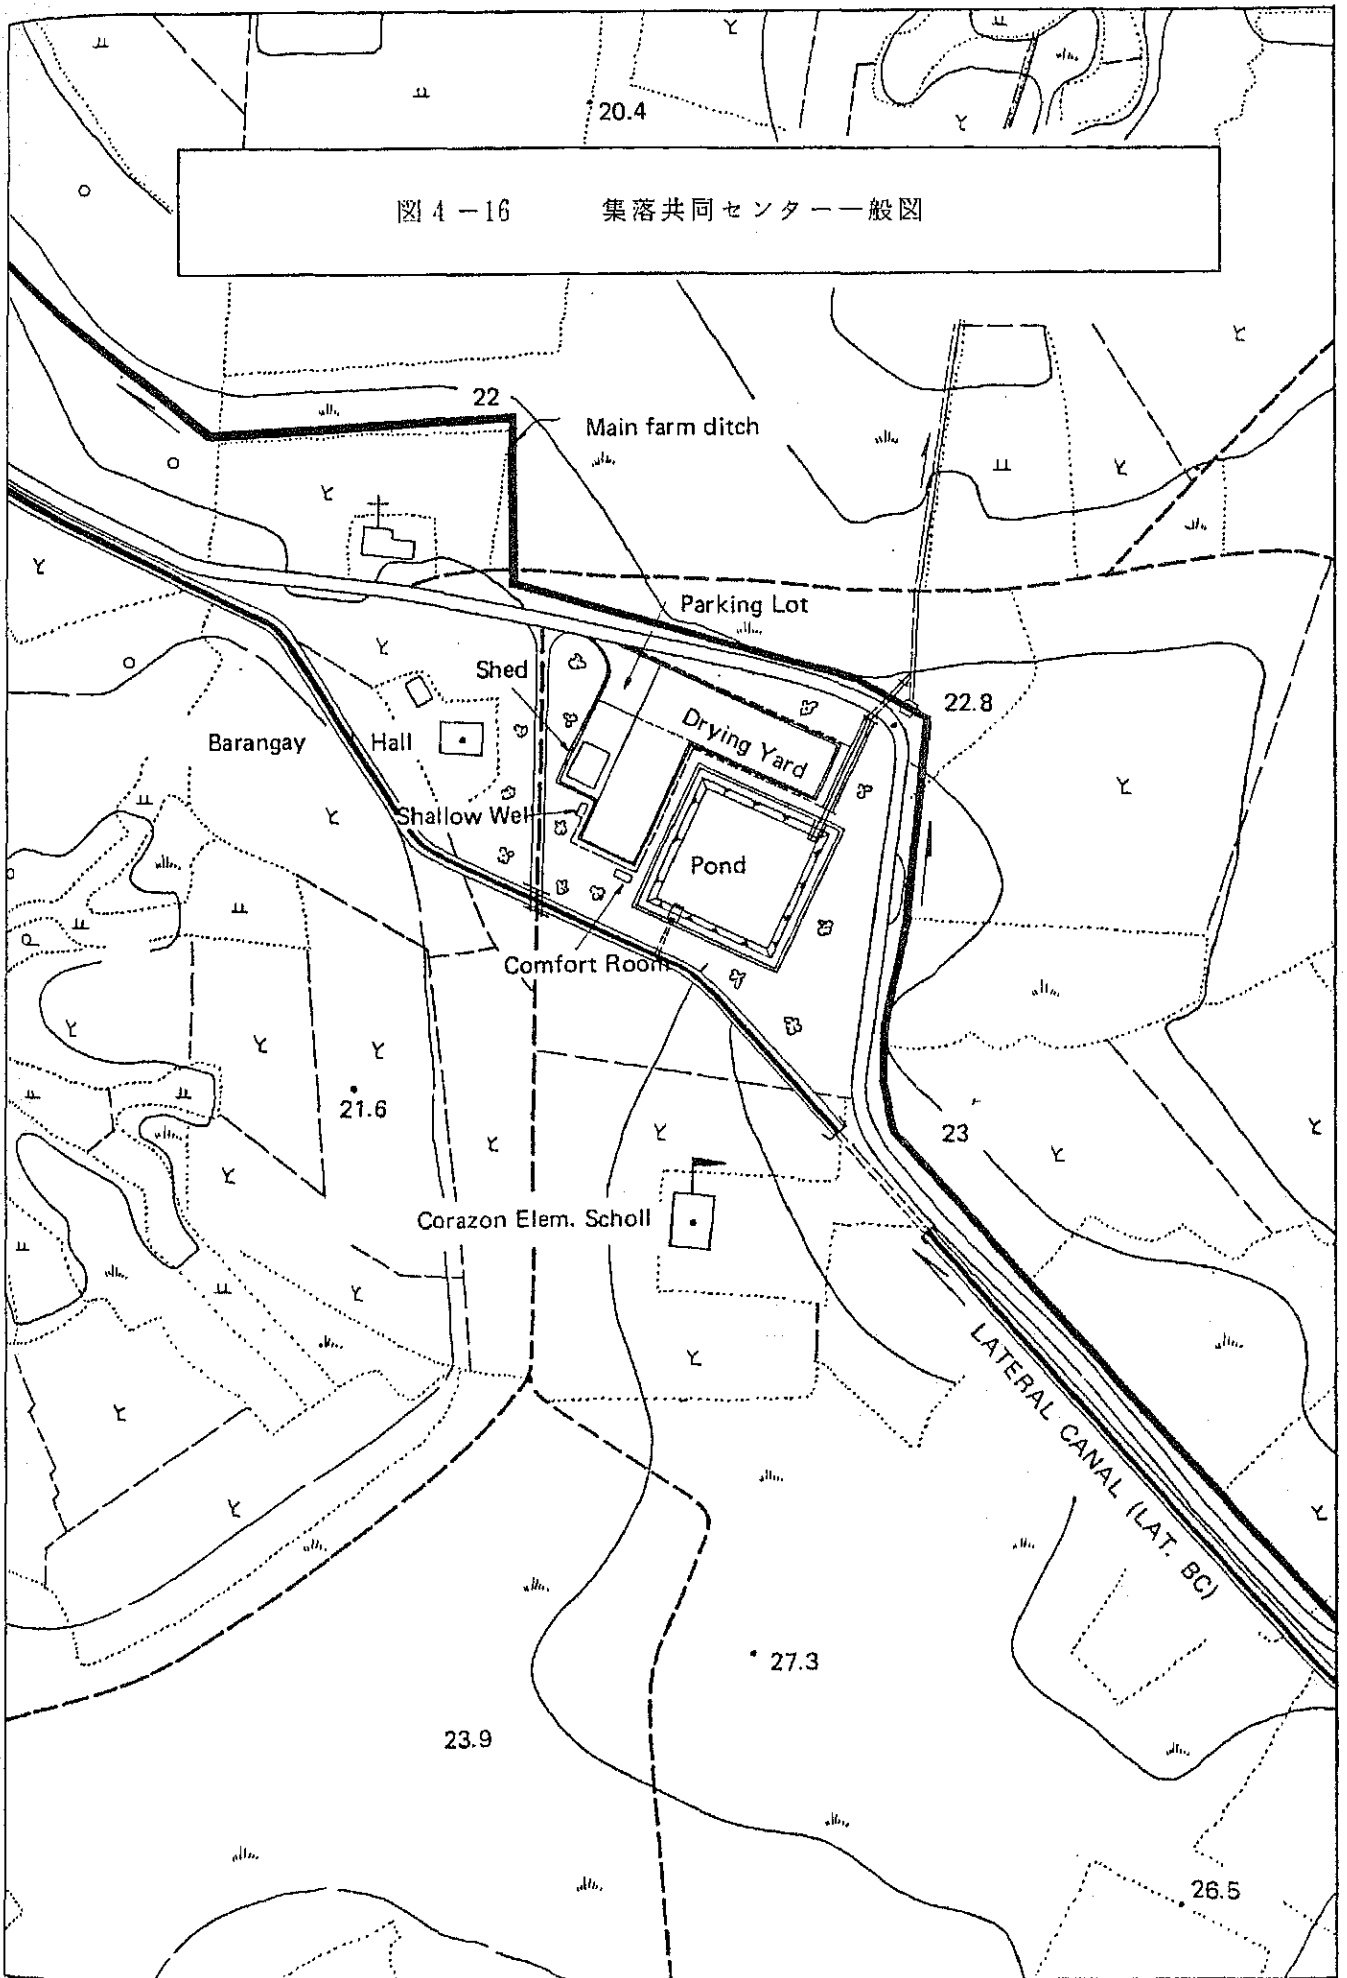 20.4
図4-16 集落共同センター一般図
22
Main farm ditch
Parking Lot
Shed
22.8
Drying Yard
Barangay Hall
Shallow Wel
Pond
Comfort Room
21.6
23
Corazon Elem. Scholl
LATERAL CANAL (LAT. BC)
27.3
23.9
26.5